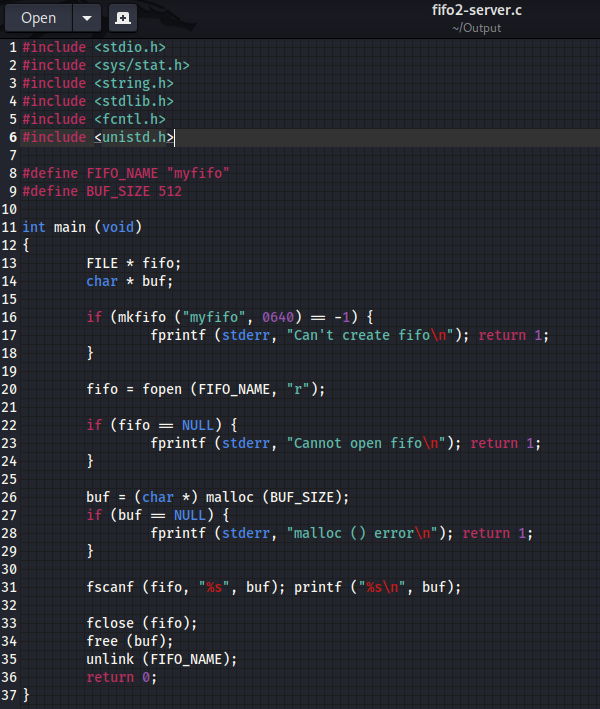 Open
fifo2-server.c
~/Output
1 #include <stdio.h>
2 #include <sys/stat.h>
3 #include <string.h>
4 #include <stdlib.h>
5 #include <fcntl.h>
6 #include <unistd.h>
7
8 #define FIFO_NAME "myfifo"
9 #define BUF_SIZE 512
10
11 int main (void)
12 {
13         FILE * fifo;
14         char * buf;
15
16         if (mkfifo ("myfifo", 0640) == -1) {
17                 fprintf (stderr, "Can't create fifo\n"); return 1;
18         }
19
20         fifo = fopen (FIFO_NAME, "r");
21
22         if (fifo == NULL) {
23                 fprintf (stderr, "Cannot open fifo\n"); return 1;
24         }
25
26         buf = (char *) malloc (BUF_SIZE);
27         if (buf == NULL) {
28                 fprintf (stderr, "malloc () error\n"); return 1;
29         }
30
31         fscanf (fifo, "%s", buf); printf ("%s\n", buf);
32
33         fclose (fifo);
34         free (buf);
35         unlink (FIFO_NAME);
36         return 0;
37 }